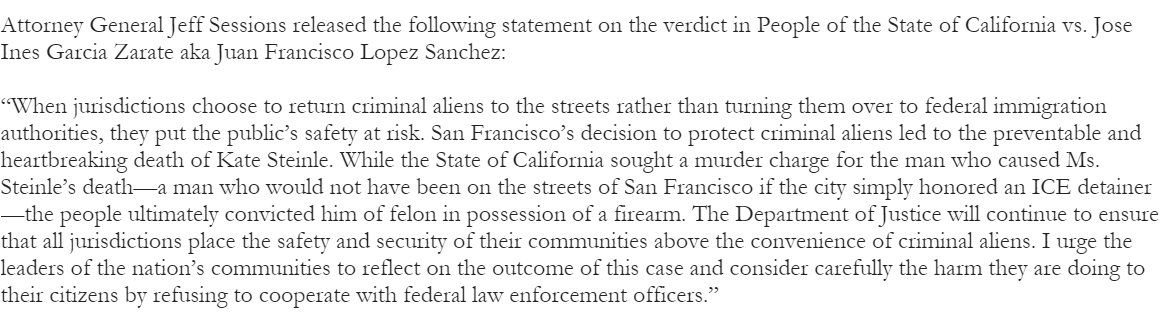 Attorney General Jeff Sessions released the following statement on the verdict in People of the State of California vs. Jose
Ines Garcia Zarate aka Juan Francisco Lopez Sanchez:
“When jurisdictions choose to return criminal aliens to the streets rather than turning them over to federal immigration
authorities, they put the public’s safety at risk. San Francisco’s decision to protect criminal aliens led to the preventable and
heartbreaking death of Kate Steinle. While the State of California sought a murder charge for the man who caused Ms.
Steinle’s death—a man who would not have been on the streets of San Francisco if the city simply honored an ICE detainer
—the people ultimately convicted him of felon in possession of a firearm. The Department of Justice will continue to ensure
that all jurisdictions place the safety and security of their communities above the convenience of criminal aliens. I urge the
leaders of the nation’s communities to reflect on the outcome of this case and consider carefully the harm they are doing to
their citizens by refusing to cooperate with federal law enforcement officers.”